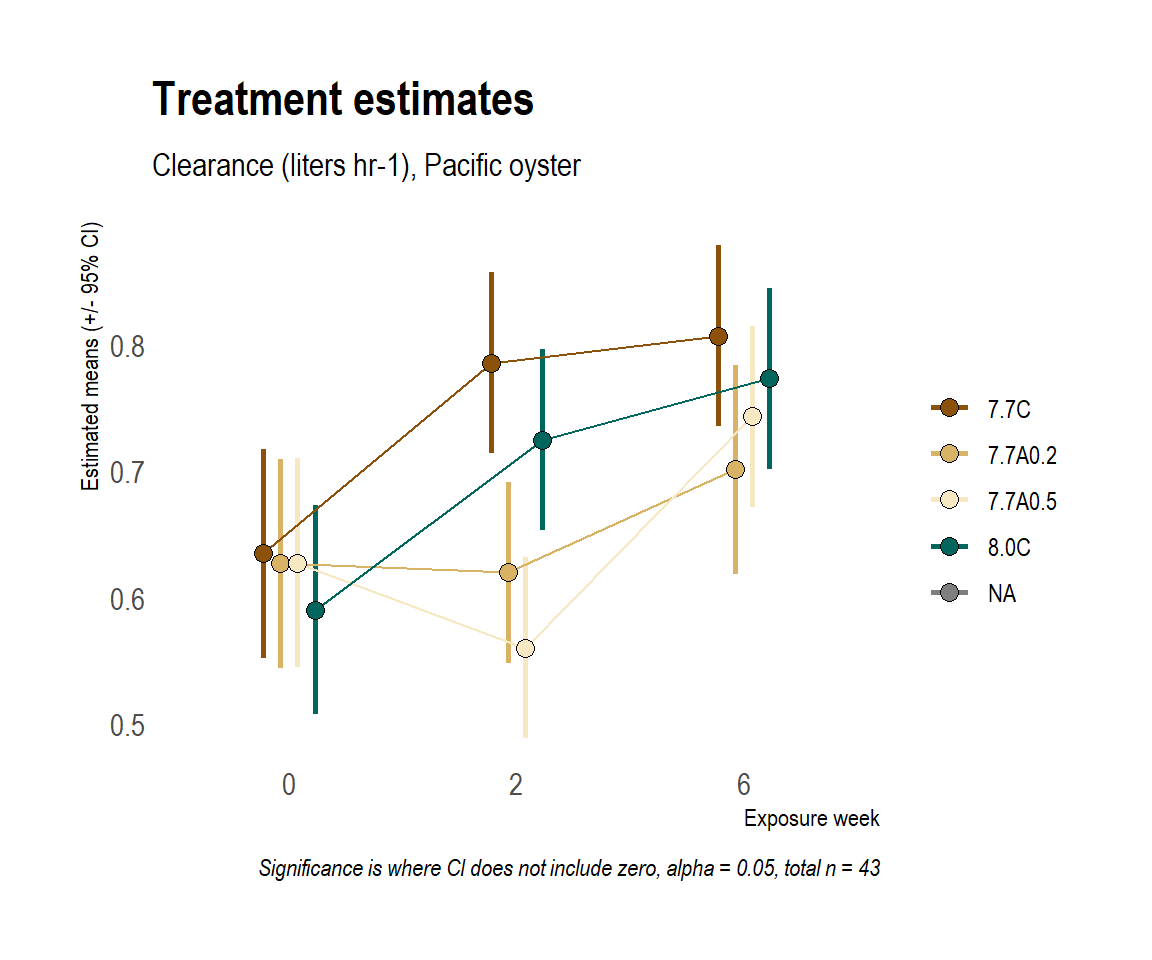 Treatment estimates
Clearance (liters hr-1), Pacific oyster
Estimated means (+/- 95% CI)
0.8
0.7
0.6
0.5
0
2
6
Exposure week
7.7C
7.7A0.2
7.7A0.5
8.0C
NA
Significance is where CI does not include zero, alpha = 0.05, total n = 43